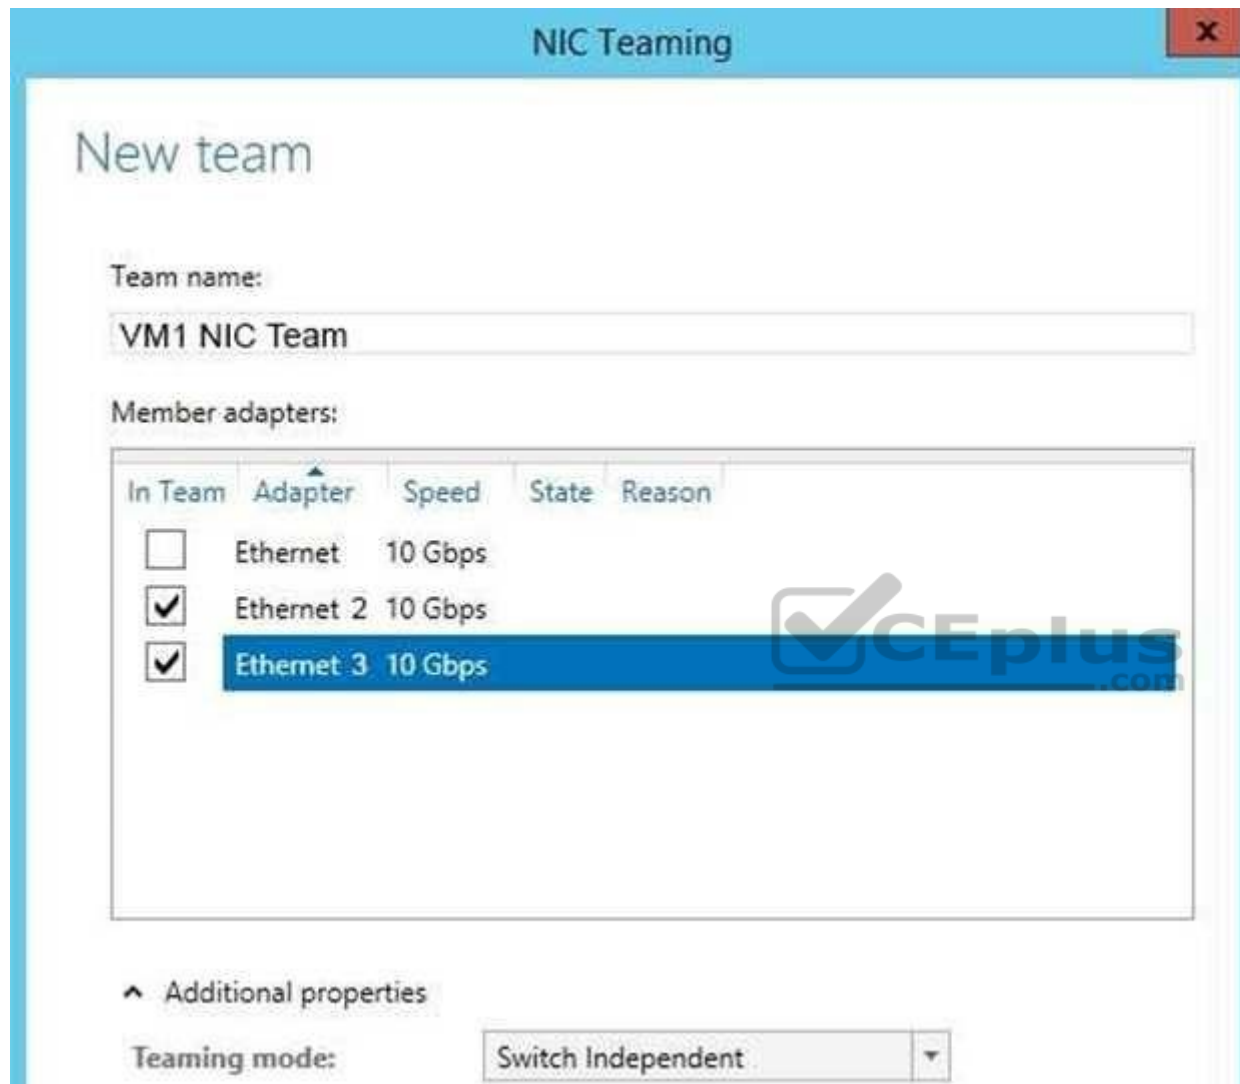 NIC Teaming
x
New team
Team name:
VM1 NIC Team
Member adapters:
In Team Adapter Speed State Reason
Ethernet 10 Gbps
Ethernet 2 10 Gbps
Ethernet 3 10 Gbps
CEplus
.com
Additional properties
Teaming mode: Switch Independent